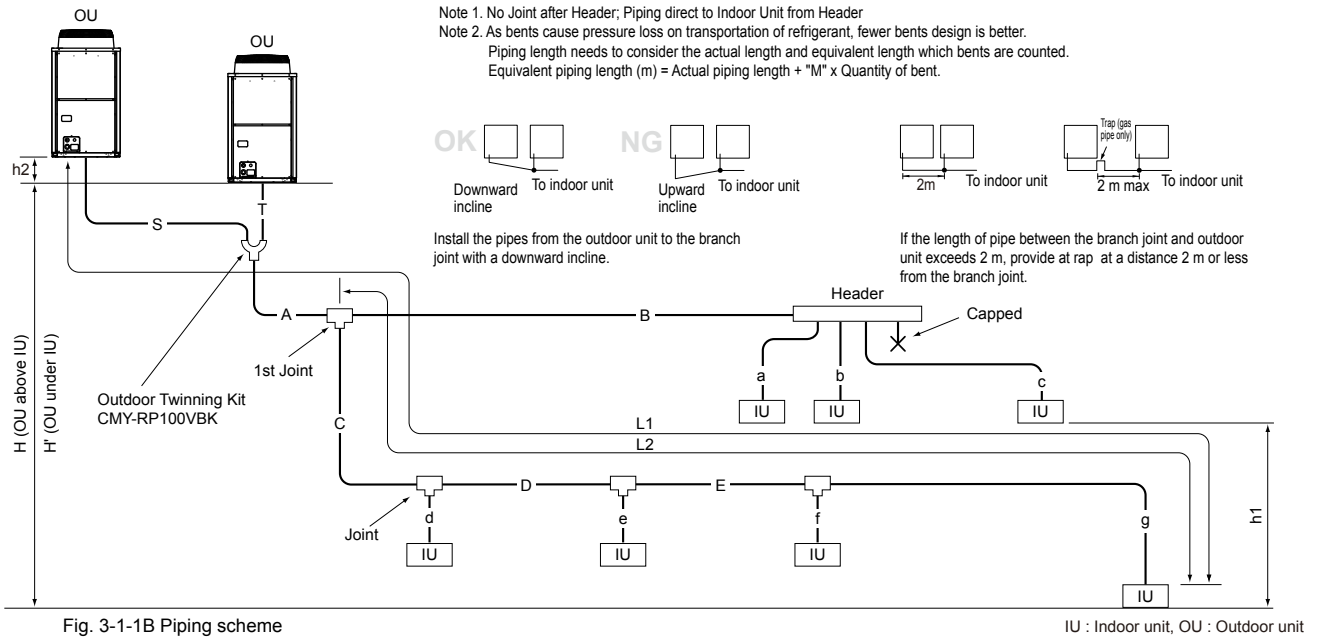 OU
OU
Note 1. No Joint after Header; Piping direct to Indoor Unit from Header
Note 2. As bents cause pressure loss on transportation of refrigerant, fewer bents design is better.
Piping length needs to consider the actual length and equivalent length which bents are counted.
Equivalent piping length (m) = Actual piping length + "M" x Quantity of bent.
OK
Downward
incline
To indoor unit
NG
Upward
incline
To indoor unit
2m
To indoor unit
Trap (gas
pipe only)
2 m max
To indoor unit
Install the pipes from the outdoor unit to the branch
joint with a downward incline.
If the length of pipe between the branch joint and outdoor
unit exceeds 2 m, provide at rap at a distance 2 m or less
from the branch joint.
h2
S
T
H (OU above IU)
H' (OU under IU)
Outdoor Twinning Kit
CMY-RP100VBK
A
1st Joint
B
Header
Capped
a
b
c
IU
IU
IU
C
L1
L2
h1
Joint
D
E
d
e
f
g
IU
IU
IU
IU
Fig. 3-1-1B Piping scheme
IU : Indoor unit, OU : Outdoor unit